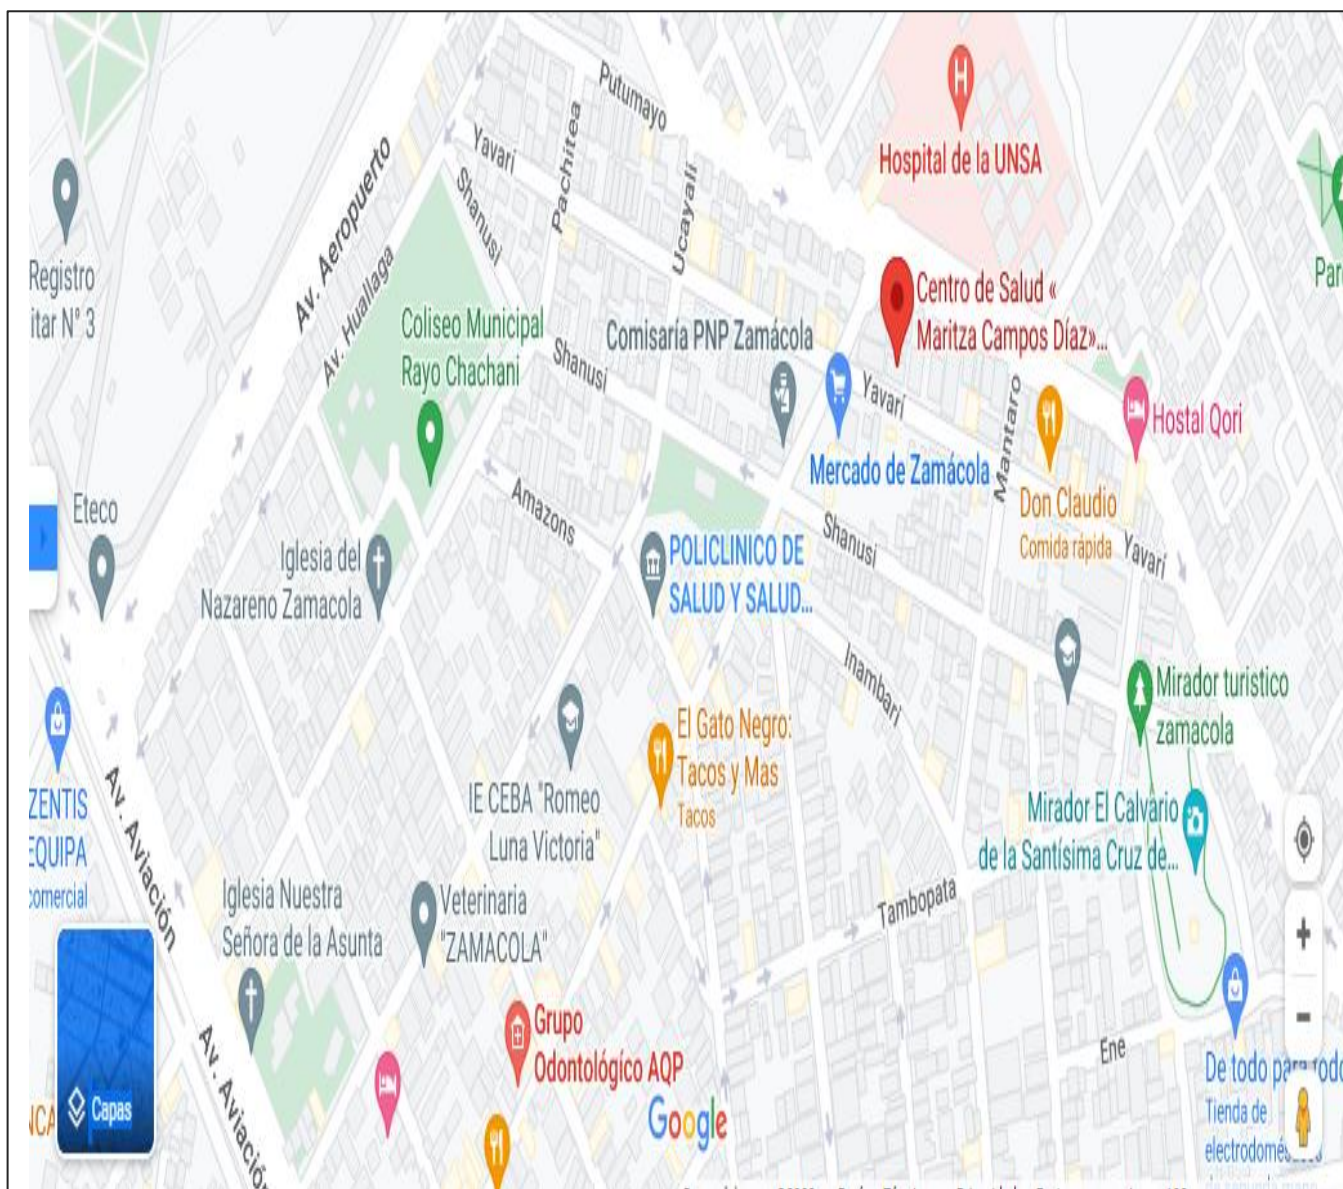 Putumayo
Pachitea
Yavarí
Ucayali
Hospital de la UNSA
Av. Aeropuerto
Shanusi
Av. Huallaga
Registro
itar N° 3
Parc
Centro de Salud «
Maritza Campos Díaz»...
Coliseo Municipal
Rayo Chachani
Comisaría PNP Zamácola
Shanusi
Yavarí
Mantaro
Hostal Qori
Mercado de Zamácola
Don Claudio
Comida rápida
Amazons
Eteco
Shanusi
Yavarí
Iglesia del
Nazareno Zamacola
POLICLINICO DE
SALUD Y SALUD...
Inambari
Mirador turístico
zamacola
El Gato Negro:
Tacos y Mas
Tacos
ZENTIS
EQUIPA
comercial
Av. Aviación
IE CEBA "Romeo
Luna Victoria"
Mirador El Calvario
de la Santísima Cruz de...
Iglesia Nuestra
Señora de la Asunta
Veterinaria
"ZAMACOLA"
Tambopata
Grupo
Odontológíco AQP
Av. Aviación
Ene
De todo para todo
Tienda de
Capas
Google